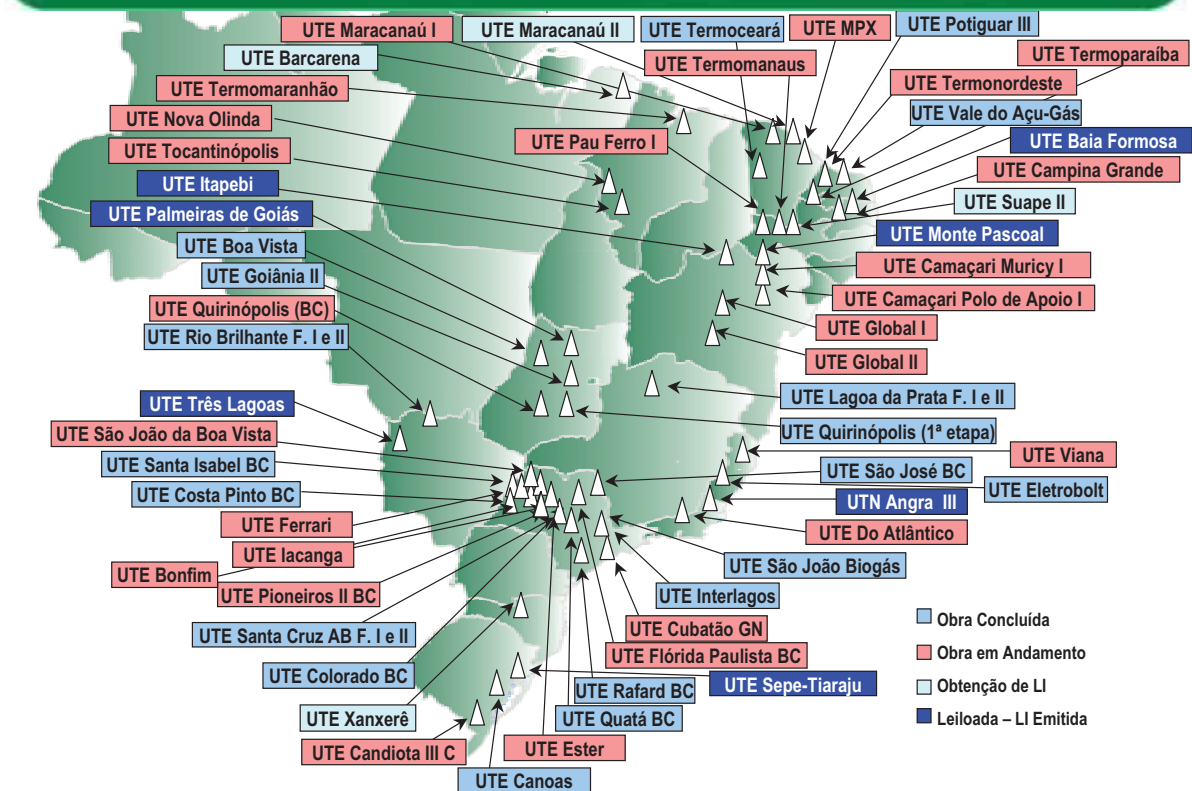 UTE Maracanaú I
UTE Maracanaú II
UTE Termoceará
UTE MPX
UTE Potiguar III
UTE Barcarena
UTE Termomanaus
UTE Termoparaíba
UTE Termomaranhão
UTE Termonordeste
UTE Nova Olinda
UTE Vale do Açu-Gás
UTE Tocantinópolis
UTE Pau Ferro I
UTE Baia Formosa
UTE Itapebi
UTE Campina Grande
UTE Palmeiras de Goiás
UTE Suape II
UTE Boa Vista
UTE Monte Pascoal
UTE Goiânia II
UTE Camaçari Muricy I
UTE Quirinópolis (BC)
UTE Camaçari Polo de Apoio I
UTE Rio Brilhante F. I e II
UTE Global I
UTE Global II
UTE Três Lagoas
UTE Lagoa da Prata F. I e II
UTE São João da Boa Vista
UTE Quirinópolis (1ª etapa)
UTE Santa Isabel BC
UTE Viana
UTE Costa Pinto BC
UTE São José BC
UTE Eletrobolt
UTE Ferrari
UTN Angra III
UTE Iacanga
UTE Do Atlântico
UTE Bonfim
UTE São João Biogás
UTE Pioneiros II BC
UTE Interlagos
UTE Santa Cruz AB F. I e II
UTE Cubatão GN
UTE Colorado BC
UTE Flórida Paulista BC
UTE Rafard BC
UTE Sepe-Tiaraju
UTE Xanxerê
UTE Quatá BC
UTE Candiota III C
UTE Ester
UTE Canoas
Obra Concluída
Obra em Andamento
Obtenção de LI
Leiloada – LI Emitida